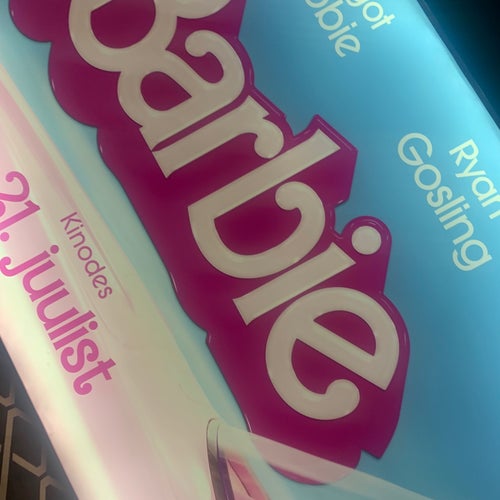 Ryan
Gosling
Barbie
Kinodes
21. juulist